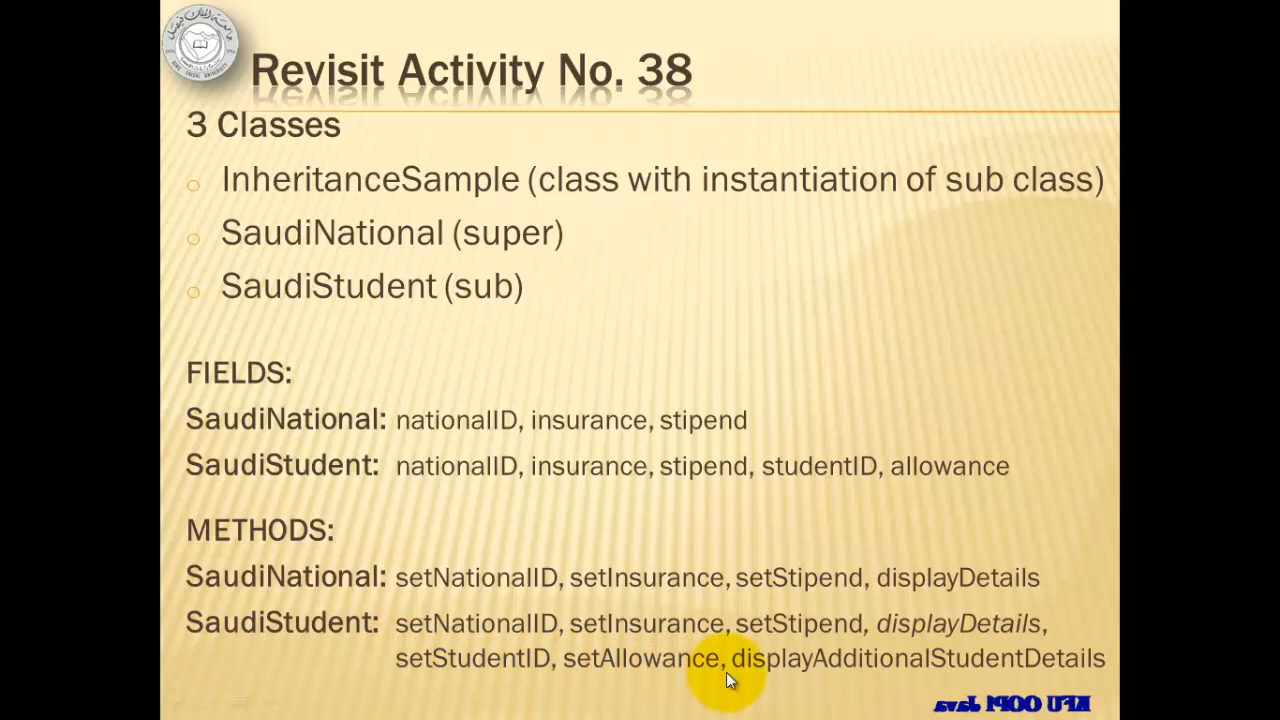 Revisit Activity No. 38
3 Classes
InheritanceSample (class with instantiation of sub class)
SaudiNational (super)
SaudiStudent (sub)
FIELDS:
SaudiNational: nationalID, insurance, stipend
SaudiStudent: nationalID, insurance, stipend, studentID, allowance
METHODS:
SaudiNational: setNationalID, setInsurance, setStipend, displayDetails
SaudiStudent: setNationalID, setInsurance, setStipend, displayDetails,
setStudentID, setAllowance, displayAdditionalStudentDetails